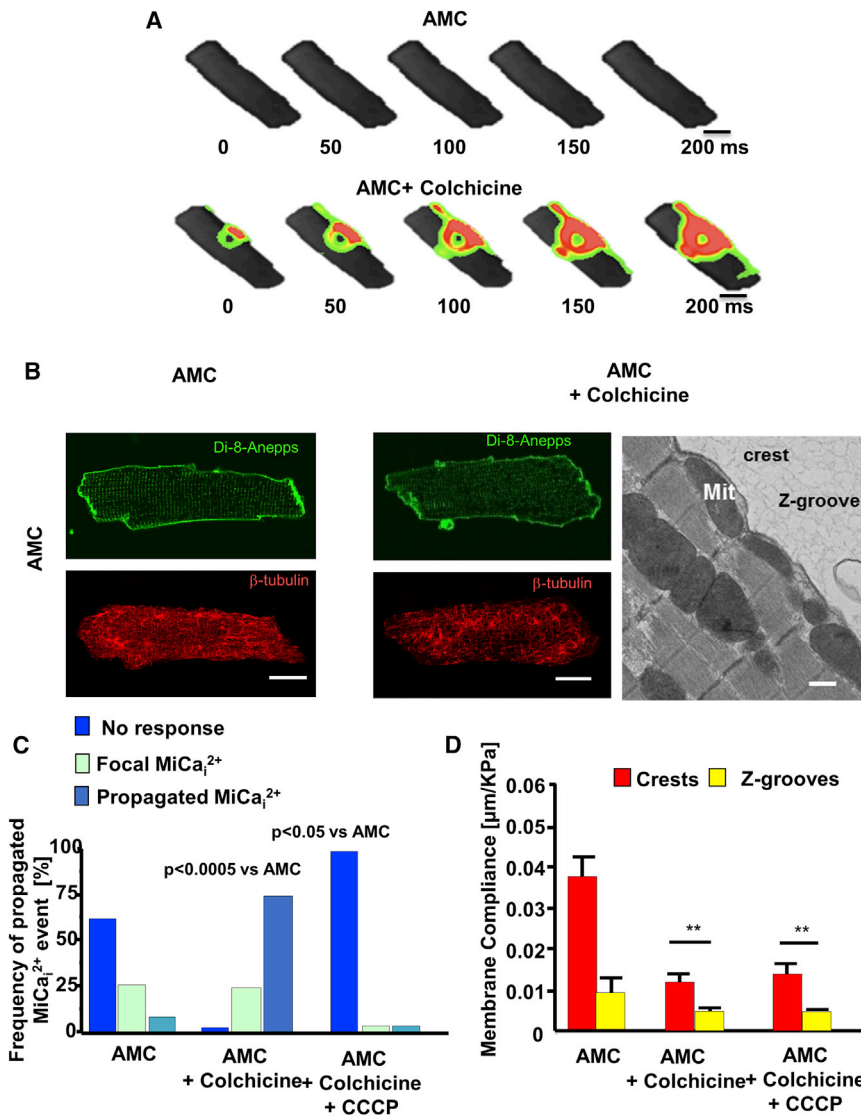 A
AMC
0 50 100 150 200 ms
AMC+ Colchicine
0 50 100 150 200 ms
B
AMC
AMC
+ Colchicine
AMC
Di-8-Anepps
Di-8-Anepps
crest
Mit
Z-groove
β-tubulin
β-tubulin
C
No response
Focal MiCaᵢ²⁺
Propagated MiCaᵢ²⁺
Frequency of propagated
MiCaᵢ²⁺ event [%]
100
75
50
25
0
p<0.0005 vs AMC
p<0.05 vs AMC
AMC
AMC
+ Colchicine
AMC
+ Colchicine
+ CCCP
D
Crests
Z-grooves
Membrane Compliance [µm/KPa]
0.06
0.05
0.04
0.03
0.02
0.01
0
**
**
AMC
AMC
+ Colchicine
AMC
+ Colchicine
+ CCCP